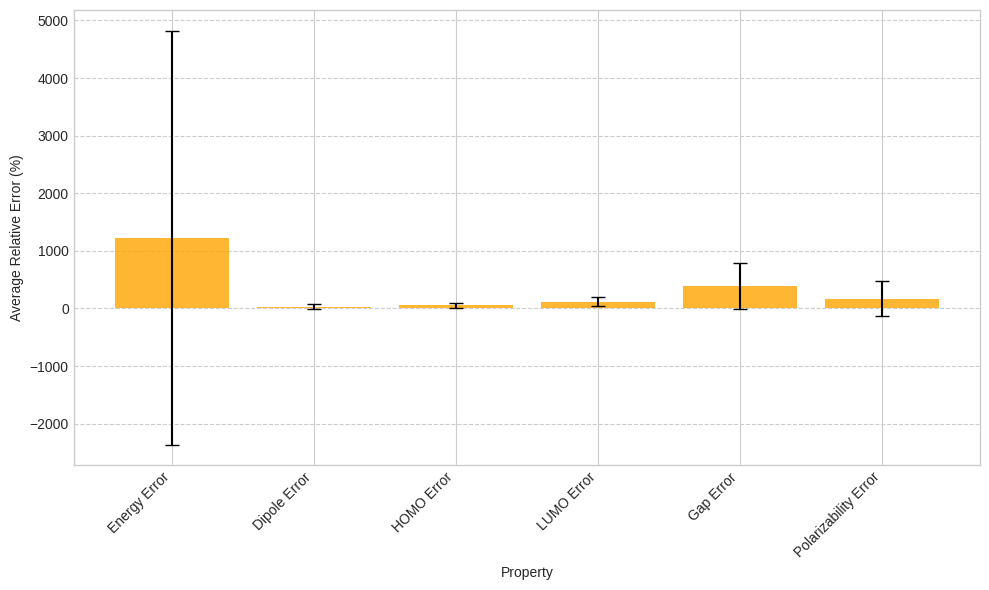 5000
4000
3000
2000
1000
0
−1000
−2000
Average Relative Error (%)
Energy Error
Dipole Error
HOMO Error
LUMO Error
Gap Error
Polarizability Error
Property